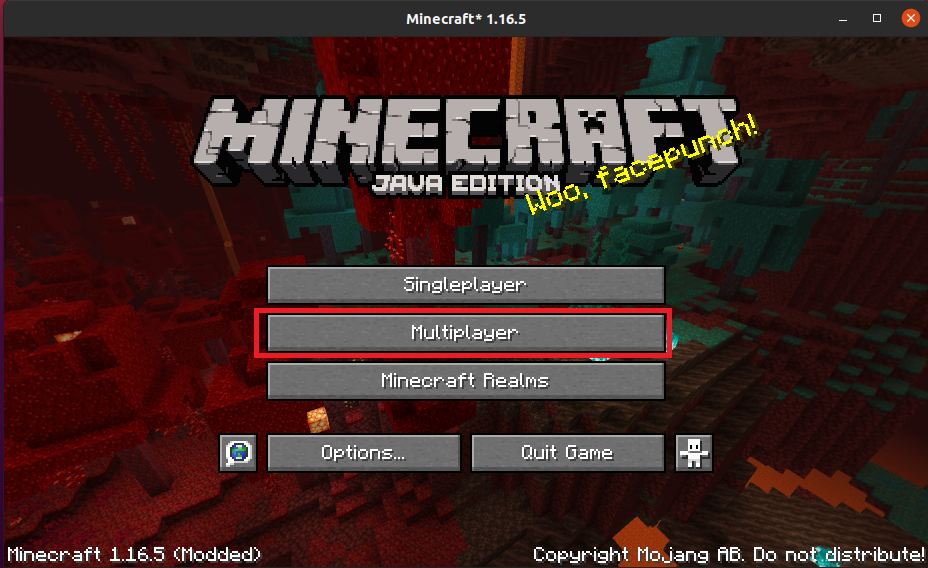 Minecraft* 1.16.5
MINECRAFT
JAVA EDITION
Woo, facepunch!
Singleplayer
Multiplayer
Minecraft Realms
Options...
Quit Game
Minecraft 1.16.5 (Modded)
Copyright Mojang AB. Do not distribute!